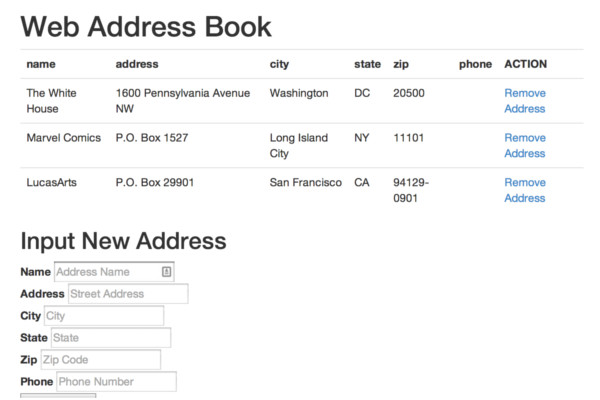 Web Address Book
name address city state zip phone ACTION
The White House 1600 Pennsylvania Avenue NW Washington DC 20500 Remove Address
Marvel Comics P.O. Box 1527 Long Island City NY 11101 Remove Address
LucasArts P.O. Box 29901 San Francisco CA 94129-0901 Remove Address
Input New Address
Name Address Name
Address Street Address
City City
State State
Zip Zip Code
Phone Phone Number